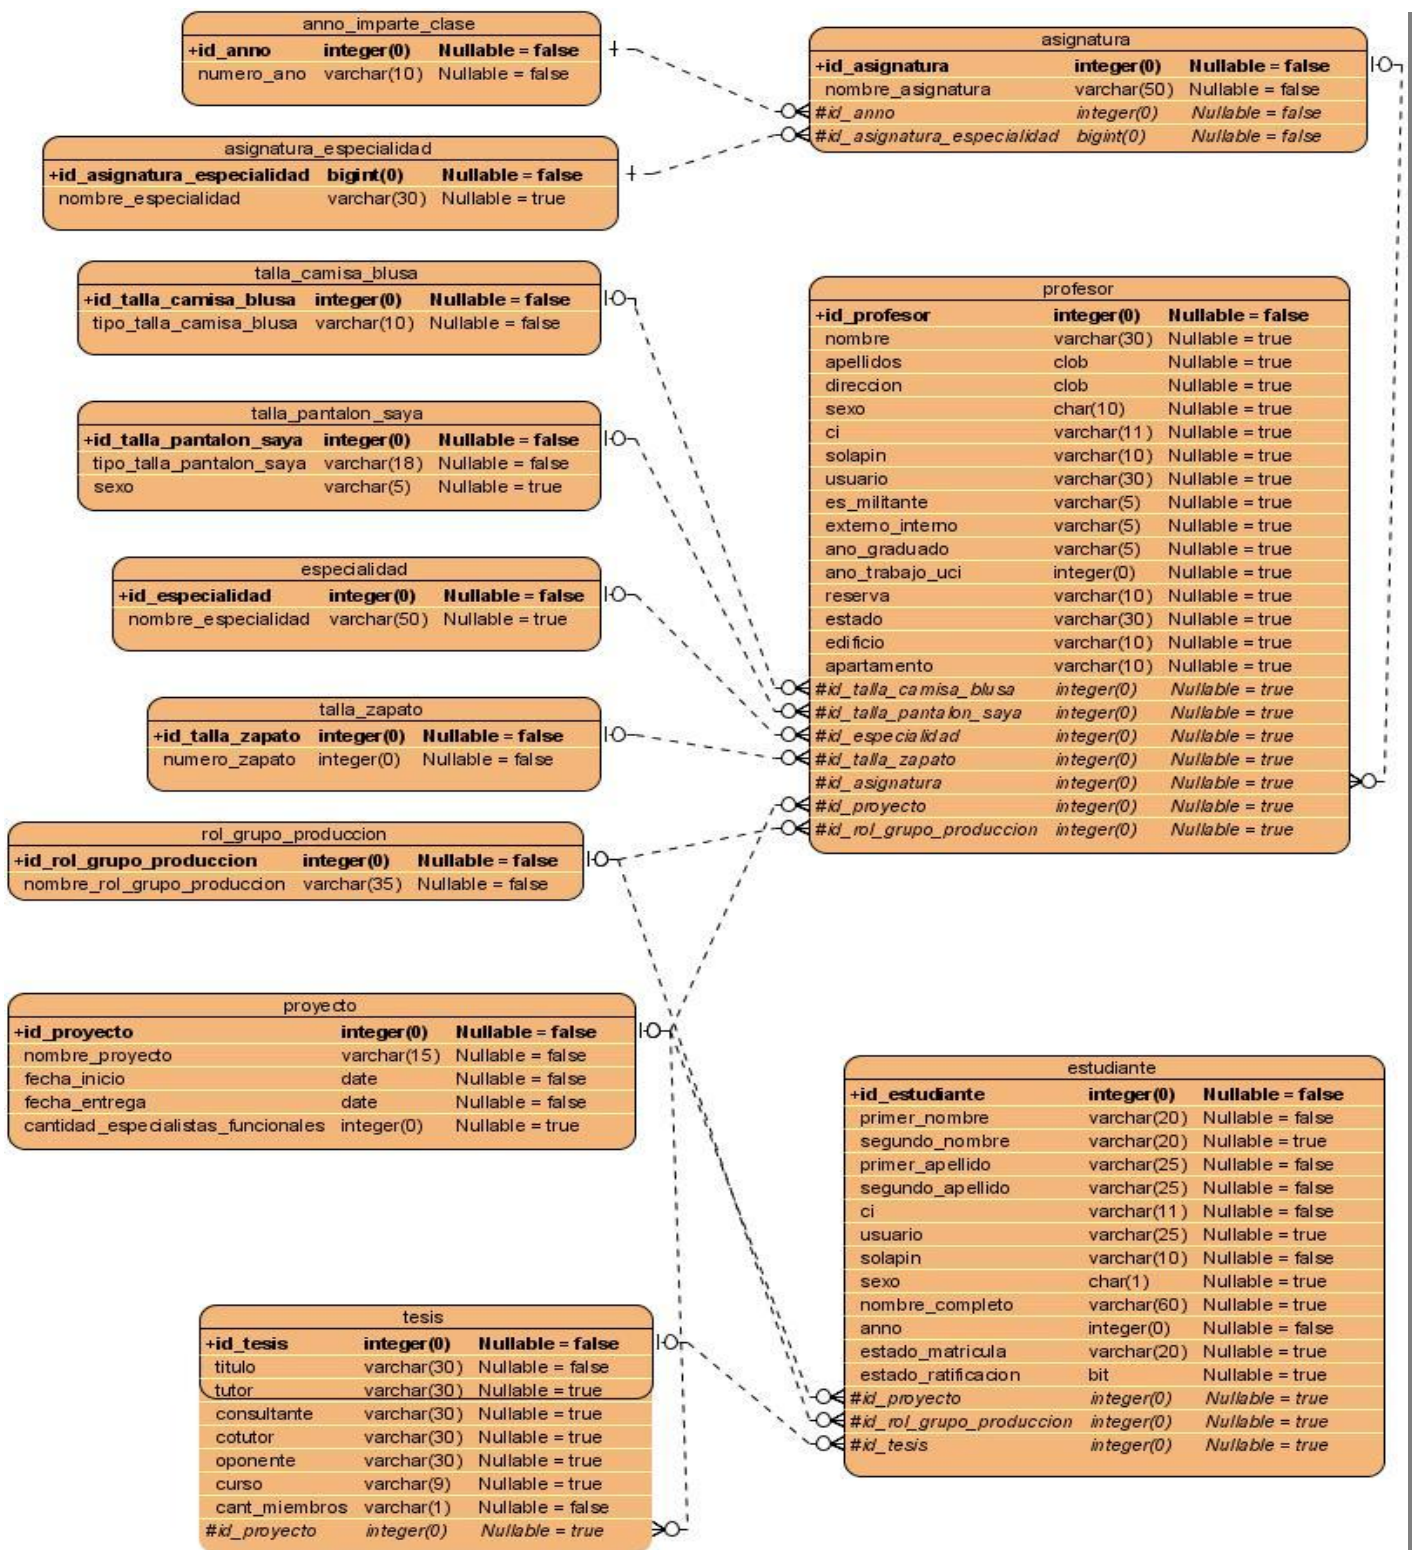 anno_imparte_clase
+id_anno integer(0) Nullable = false
numero_ano varchar(10) Nullable = false
asignatura
+id_asignatura integer(0) Nullable = false
nombre_asignatura varchar(50) Nullable = false
#id_anno integer(0) Nullable = false
#id_asignatura_especialidad bigint(0) Nullable = false
asignatura_especialidad
+id_asignatura_especialidad bigint(0) Nullable = false
nombre_especialidad varchar(30) Nullable = true
talla_camisa_blusa
+id_talla_camisa_blusa integer(0) Nullable = false
tipo_talla_camisa_blusa varchar(10) Nullable = false
talla_pantalon_saya
+id_talla_pantalon_saya integer(0) Nullable = false
tipo_talla_pantalon_saya varchar(18) Nullable = false
sexo varchar(5) Nullable = true
especialidad
+id_especialidad integer(0) Nullable = false
nombre_especialidad varchar(50) Nullable = true
talla_zapato
+id_talla_zapato integer(0) Nullable = false
numero_zapato integer(0) Nullable = false
rol_grupo_produccion
+id_rol_grupo_produccion integer(0) Nullable = false
nombre_rol_grupo_produccion varchar(35) Nullable = false
profesor
+id_profesor integer(0) Nullable = false
nombre varchar(30) Nullable = true
apellidos clob Nullable = true
direccion clob Nullable = true
sexo char(10) Nullable = true
ci varchar(11) Nullable = true
solapin varchar(10) Nullable = true
usuario varchar(30) Nullable = true
es_militante varchar(5) Nullable = true
externo_interno varchar(5) Nullable = true
ano_graduado varchar(5) Nullable = true
ano_trabajo_uci integer(0) Nullable = true
reserva varchar(10) Nullable = true
estado varchar(30) Nullable = true
edificio varchar(10) Nullable = true
apartamento varchar(10) Nullable = true
#id_talla_camisa_blusa integer(0) Nullable = true
#id_talla_pantalon_saya integer(0) Nullable = true
#id_especialidad integer(0) Nullable = true
#id_talla_zapato integer(0) Nullable = true
#id_asignatura integer(0) Nullable = true
#id_proyecto integer(0) Nullable = true
#id_rol_grupo_produccion integer(0) Nullable = true
proyecto
+id_proyecto integer(0) Nullable = false
nombre_proyecto varchar(15) Nullable = false
fecha_inicio date Nullable = false
fecha_entrega date Nullable = false
cantidad_especialistas_funcionales integer(0) Nullable = true
estudiante
+id_estudiante integer(0) Nullable = false
primer_nombre varchar(20) Nullable = false
segundo_nombre varchar(20) Nullable = true
primer_apellido varchar(25) Nullable = false
segundo_apellido varchar(25) Nullable = false
ci varchar(11) Nullable = false
usuario varchar(25) Nullable = true
solapin varchar(10) Nullable = false
sexo char(1) Nullable = true
nombre_completo varchar(60) Nullable = true
anno integer(0) Nullable = false
estado_matricula varchar(20) Nullable = true
estado_ratificacion bit Nullable = true
#id_proyecto integer(0) Nullable = true
#id_rol_grupo_produccion integer(0) Nullable = true
#id_tesis integer(0) Nullable = true
tesis
+id_tesis integer(0) Nullable = false
titulo varchar(30) Nullable = false
tutor varchar(30) Nullable = true
consultante varchar(30) Nullable = true
cotutor varchar(30) Nullable = true
oponente varchar(30) Nullable = true
curso varchar(9) Nullable = true
cant_miembros varchar(1) Nullable = false
#id_proyecto integer(0) Nullable = true